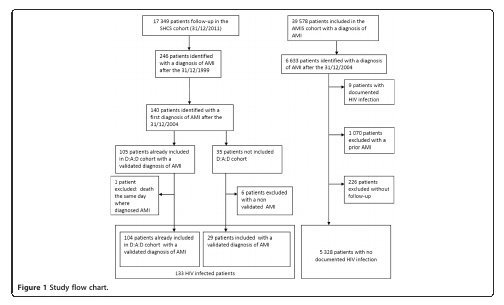 17 349 patients follow-up in the
SHCS cohort (31/12/2011)
39 578 patients included in the
AMIS cohort with a diagnosis of
AMI
246 patients identified
with a diagnosis of AMI
after the 31/12/1999
6 633 patients identified with a diagnosis
of AMI after the 31/12/2004
9 patients with
documented
HIV infection
140 patients identified with a
first diagnosis of AMI after the
31/12/2004
1 070 patients
excluded with a
prior AMI
105 patients already included
in D:A:D cohort with a
validated diagnosis of AMI
35 patients not included
D:A:D cohort
1 patient
excluded: death
the same day
where
diagnosed AMI
6 patients excluded
with a non
validated AMI
226 patients
excluded without
follow-up
104 patients already included
in D:A:D cohort with a
validated diagnosis of AMI
29 patients included with a
validated diagnosis of AMI
5 328 patients with no
documented HIV infection
133 HIV infected patients
Figure 1 Study flow chart.